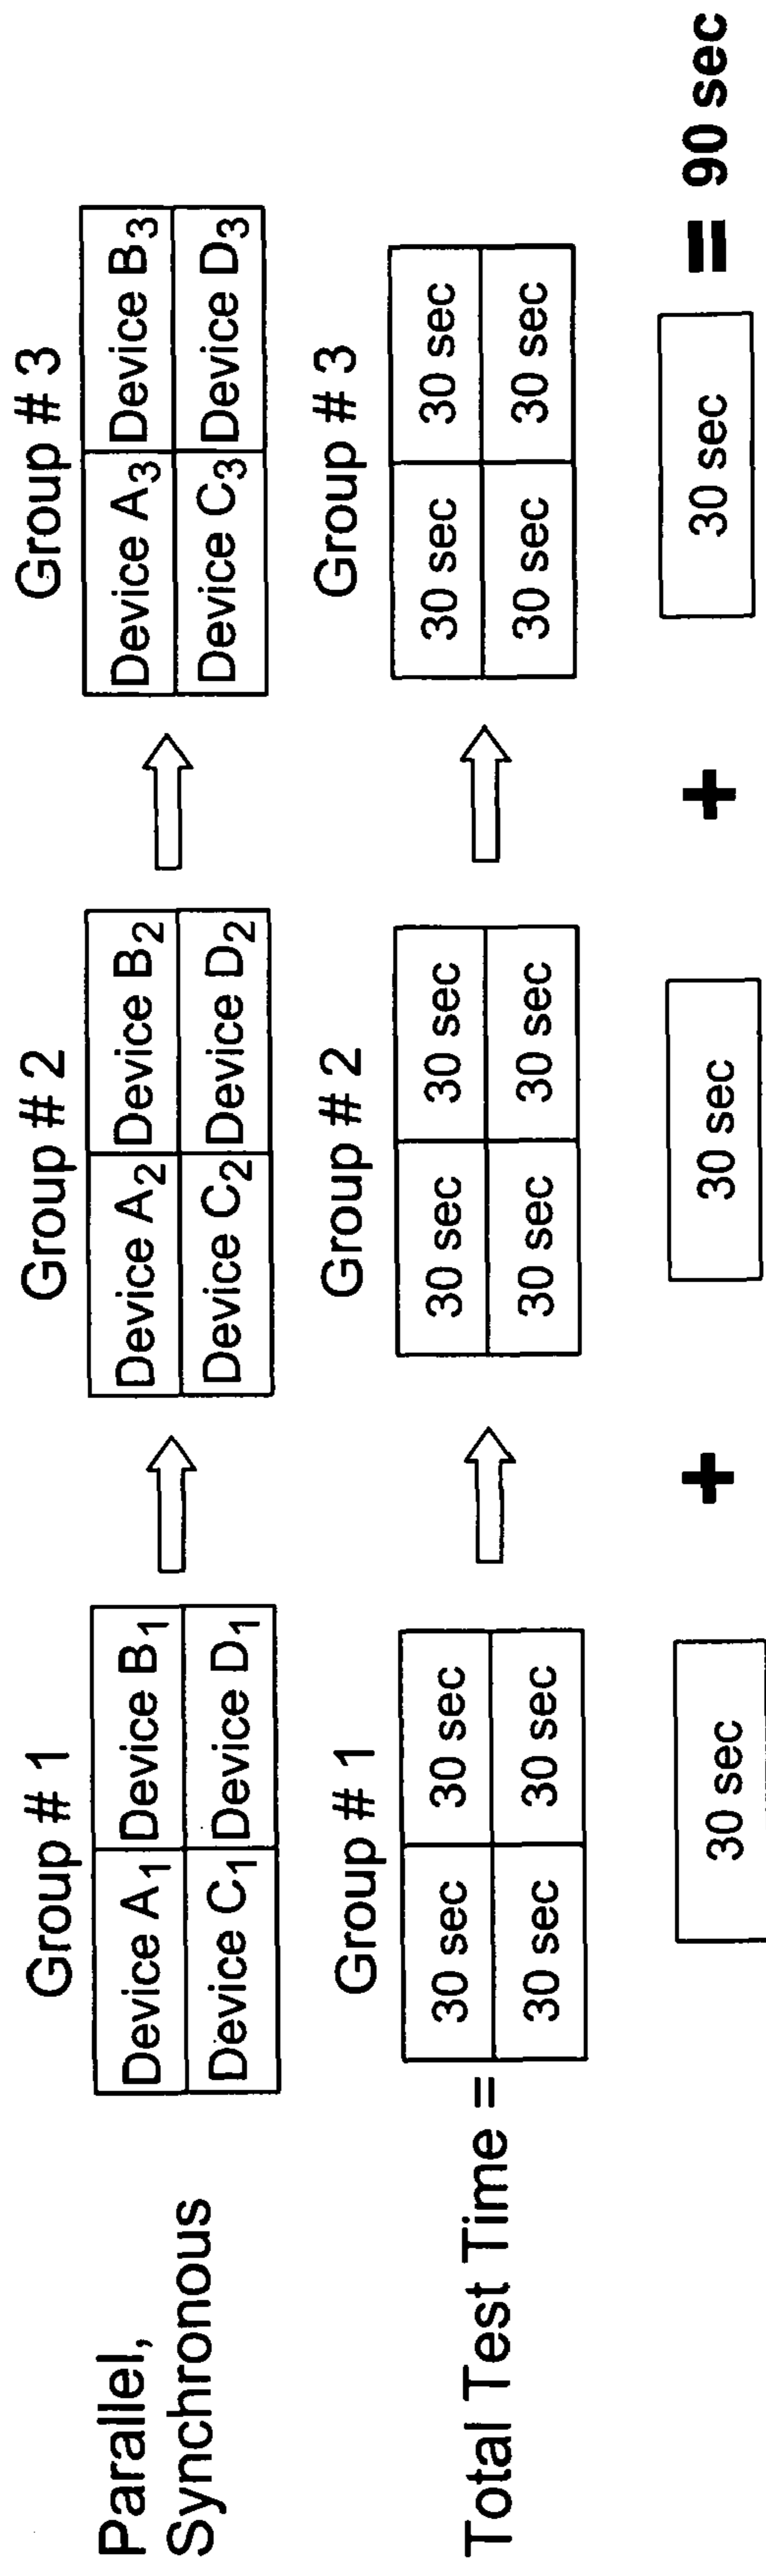 Parallel,
Synchronous
Group # 1
Device A1 Device B1
Device C1 Device D1
Group # 2
Device A2 Device B2
Device C2 Device D2
Group # 3
Device A3 Device B3
Device C3 Device D3
Total Test Time =
Group # 1
30 sec 30 sec
30 sec 30 sec
Group # 2
30 sec 30 sec
30 sec 30 sec
Group # 3
30 sec 30 sec
30 sec 30 sec
30 sec + 30 sec + 30 sec = 90 sec